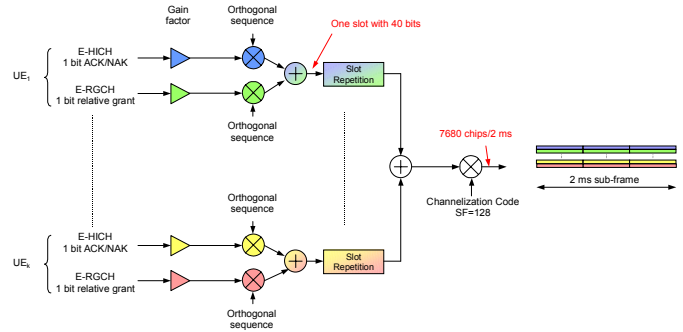 Gain
factor
Orthogonal
sequence
One slot with 40 bits
UE1
E-HICH
1 bit ACK/NAK
E-RGCH
1 bit relative grant
Slot
Repetition
Orthogonal
sequence
7680 chips/2 ms
2 ms sub-frame
Channelization Code
SF=128
Orthogonal
sequence
UEk
E-HICH
1 bit ACK/NAK
E-RGCH
1 bit relative grant
Slot
Repetition
Orthogonal
sequence